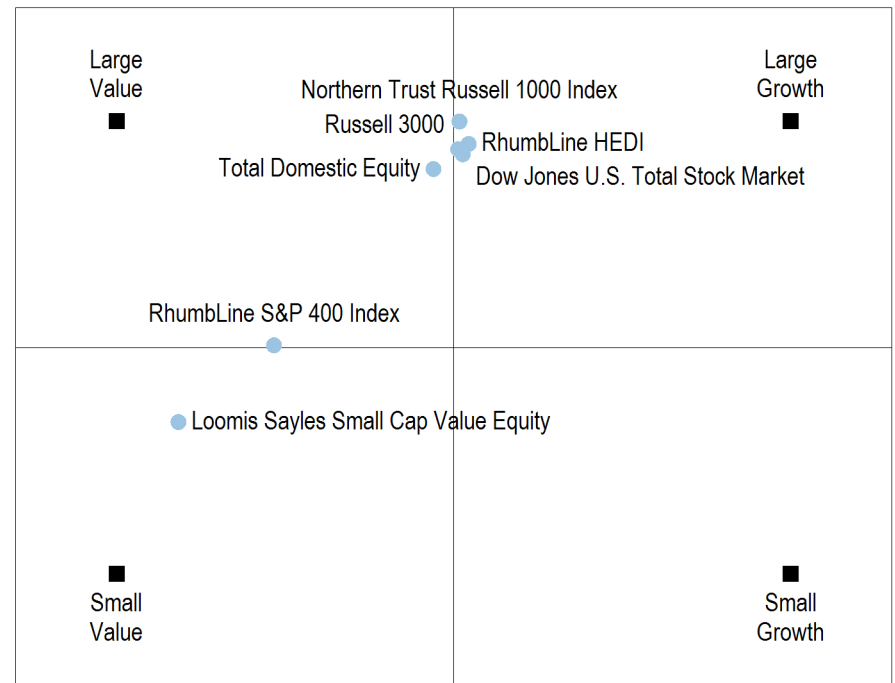 Large
Value
Large
Growth
Northern Trust Russell 1000 Index
Russell 3000
RhumbLine HEDI
Total Domestic Equity
Dow Jones U.S. Total Stock Market
RhumbLine S&P 400 Index
Loomis Sayles Small Cap Value Equity
Small
Value
Small
Growth